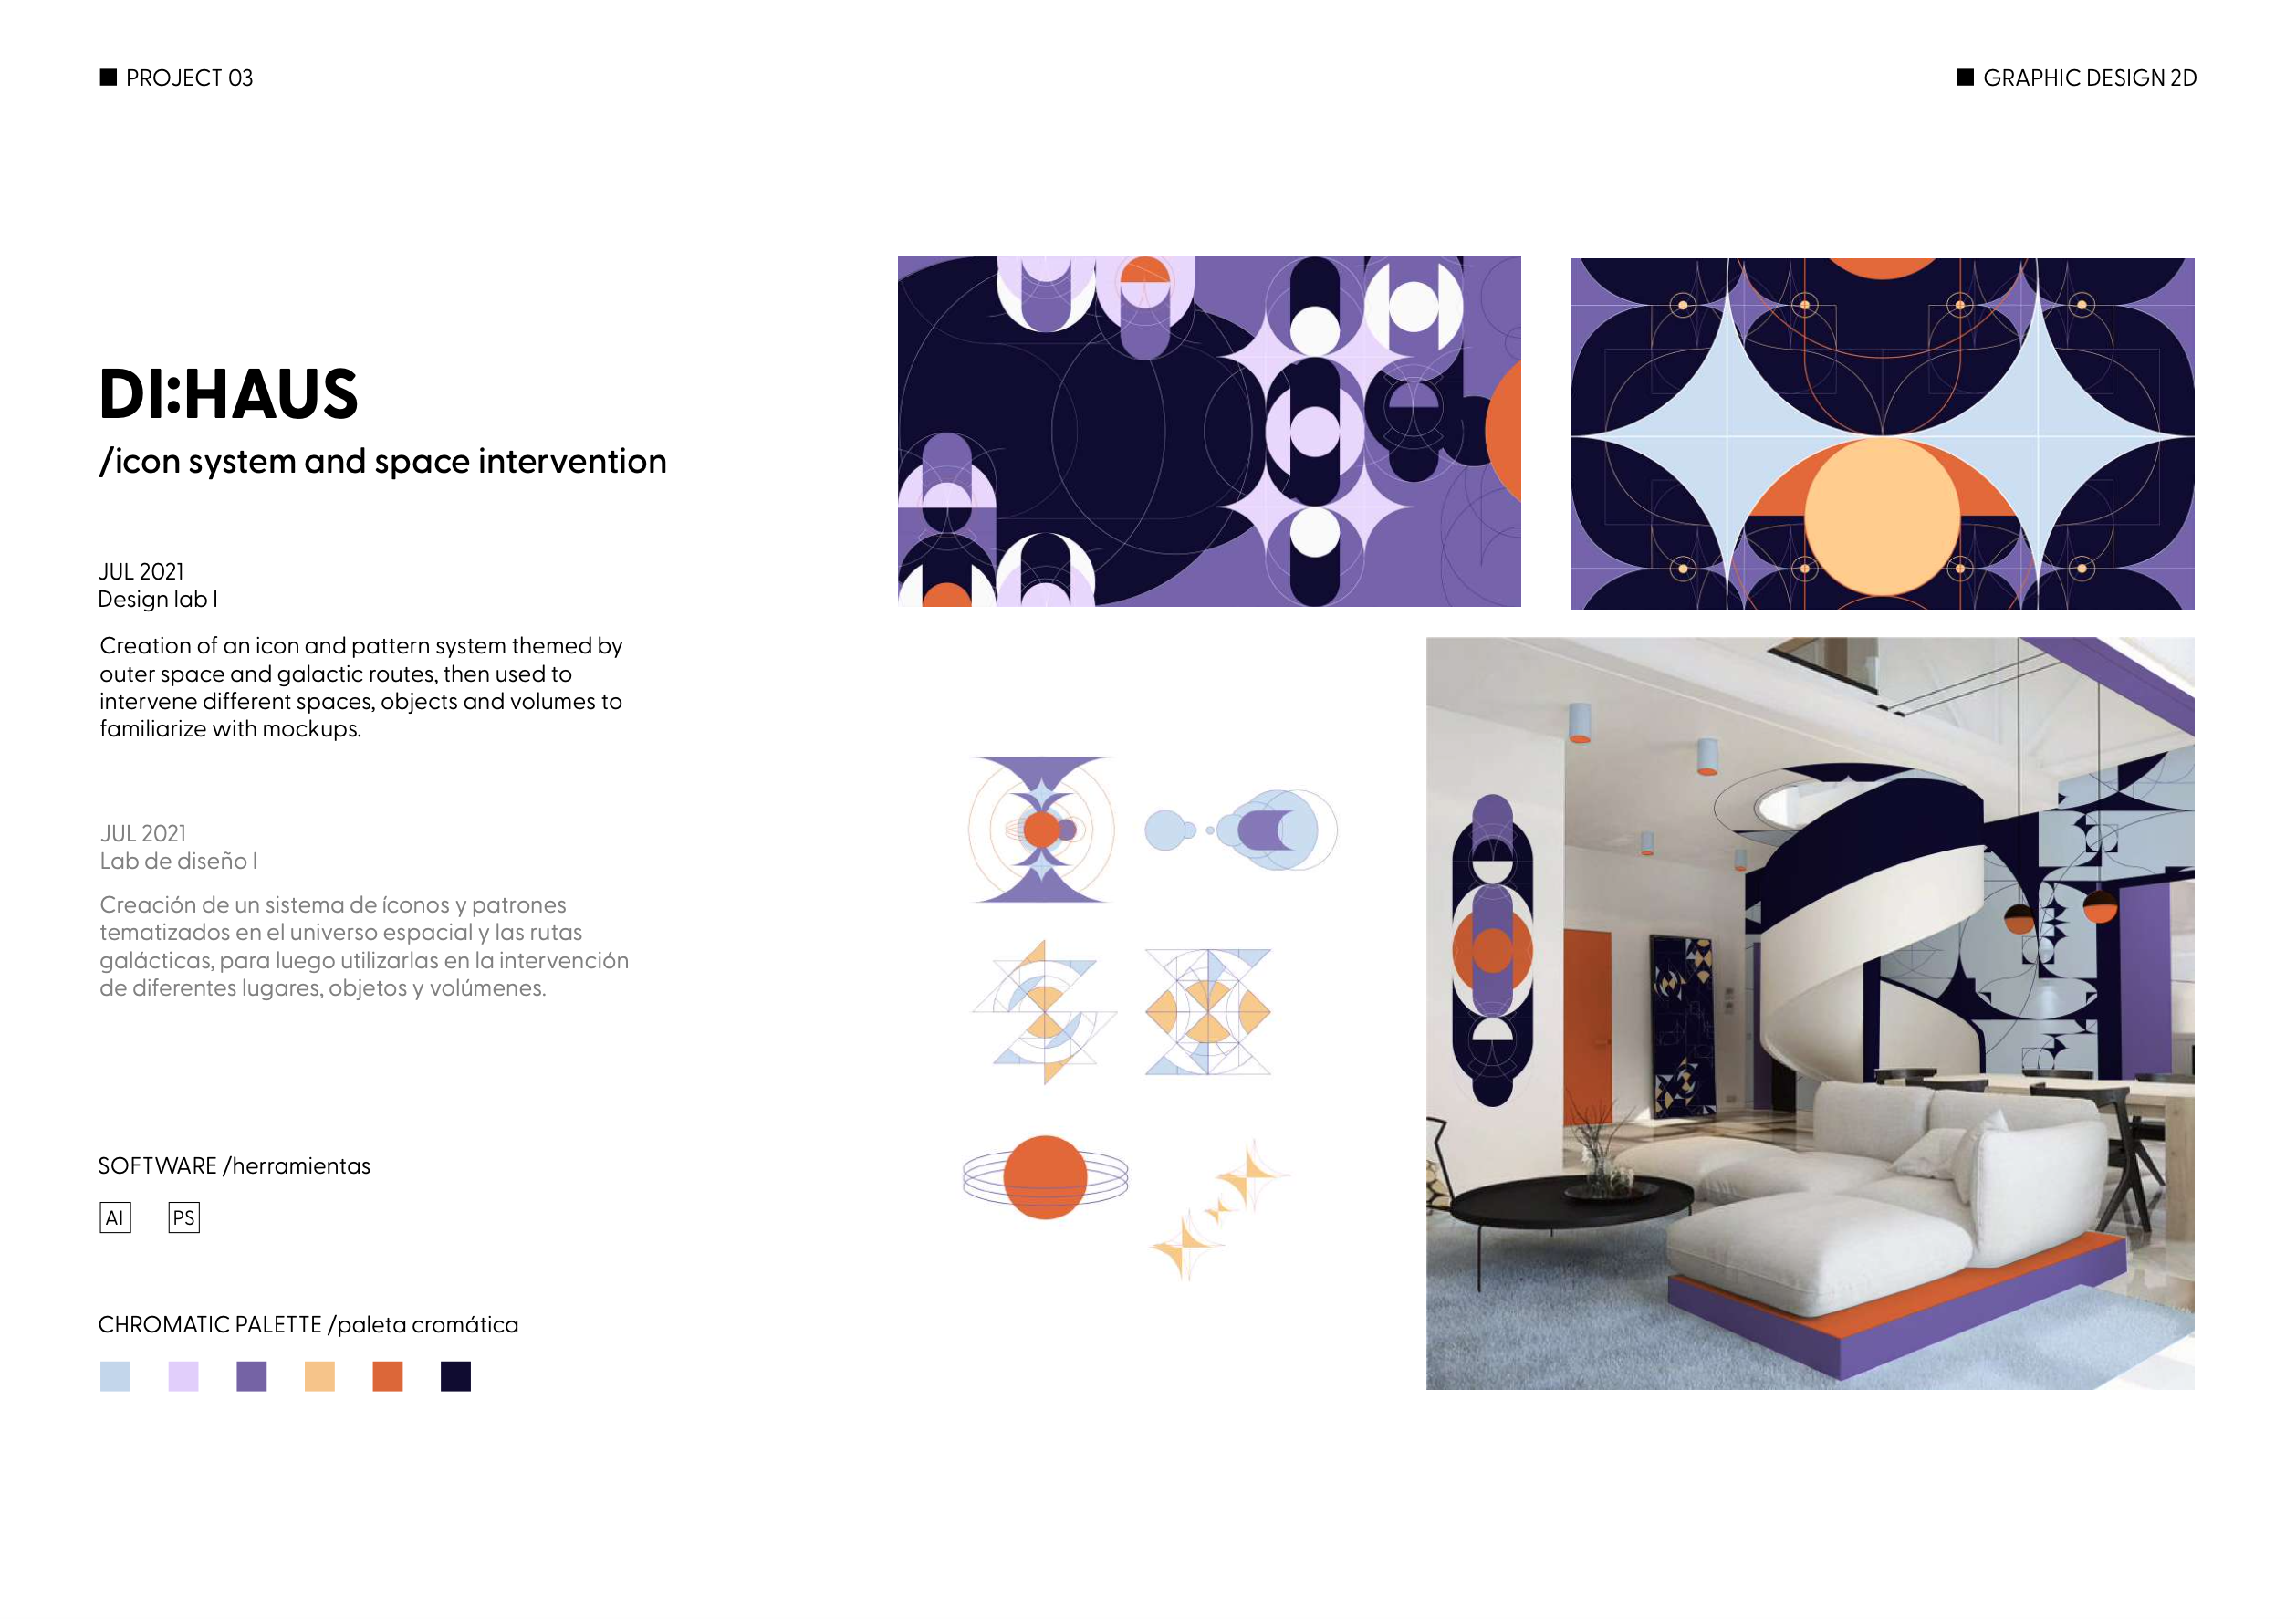 PROJECT 03
GRAPHIC DESIGN 2D
DI:HAUS
/icon system and space intervention
JUL 2021
Design lab I
Creation of an icon and pattern system themed by
outer space and galactic routes, then used to
intervene different spaces, objects and volumes to
familiarize with mockups.
JUL 2021
Lab de diseño I
Creación de un sistema de íconos y patrones
tematizados en el universo espacial y las rutas
galácticas, para luego utilizarlas en la intervención
de diferentes lugares, objetos y volúmenes.
SOFTWARE /herramientas
AI PS
CHROMATIC PALETTE /paleta cromática